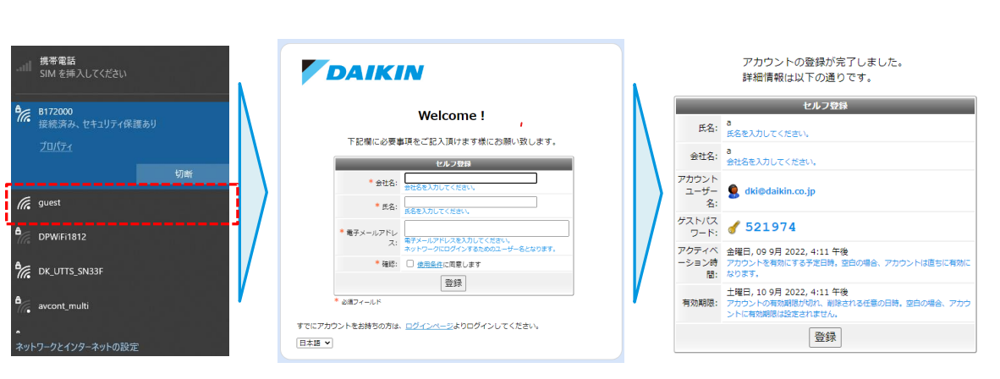 携帯電話
SIM を挿入してください
B172000
接続済み、セキュリティ保護あり
プロパティ
切断
guest
DPWiFi1812
DK_UTTS_SN33F
avcont_multi
ネットワークとインターネットの設定
DAIKIN
Welcome !
下記欄に必要事項をご記入頂けます様にお願い致します。
セルフ登録
* 会社名:
会社名を入力してください。
* 氏名:
氏名を入力してください。
* 電子メールアドレ
ス:
電子メールアドレスを入力してください。
ネットワークにログインするためのユーザー名となります。
* 確認:
使用条件に同意します
登録
* 必須フィールド
すでにアカウントをお持ちの方は、ログインページよりログインしてください。
日本語
アカウントの登録が完了しました。
詳細情報は以下の通りです。
セルフ登録
氏名:
a
氏名を入力してください。
会社名:
a
会社名を入力してください。
アカウント
ユーザー
名:
dki@daikin.co.jp
ゲストパス
ワード:
521974
アクティベ
ーション時
間:
金曜日, 09 9月 2022, 4:11 午後
アカウントを有効にする予定日時。空白の場合、アカウントは直ちに有効に
なります。
有効期限:
土曜日, 10 9月 2022, 4:11 午後
アカウントの有効期限が切れ、削除される任意の日時。空白の場合、アカウ
ントに有効期限は設定されません。
登録